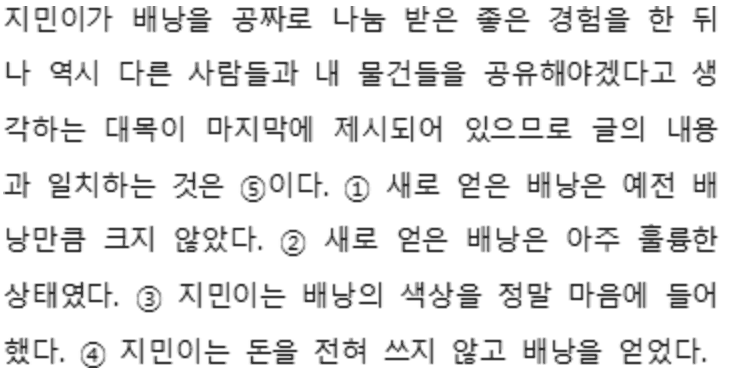 지민이가 배낭을 공짜로 나눔 받은 좋은 경험을 한 뒤
나 역시 다른 사람들과 내 물건들을 공유해야겠다고 생
각하는 대목이 마지막에 제시되어 있으므로 글의 내용
과 일치하는 것은 ⑤이다. ① 새로 얻은 배낭은 예전 배
낭만큼 크지 않았다. ② 새로 얻은 배낭은 아주 훌륭한
상태였다. ③ 지민이는 배낭의 색상을 정말 마음에 들어
했다. ④ 지민이는 돈을 전혀 쓰지 않고 배낭을 얻었다.